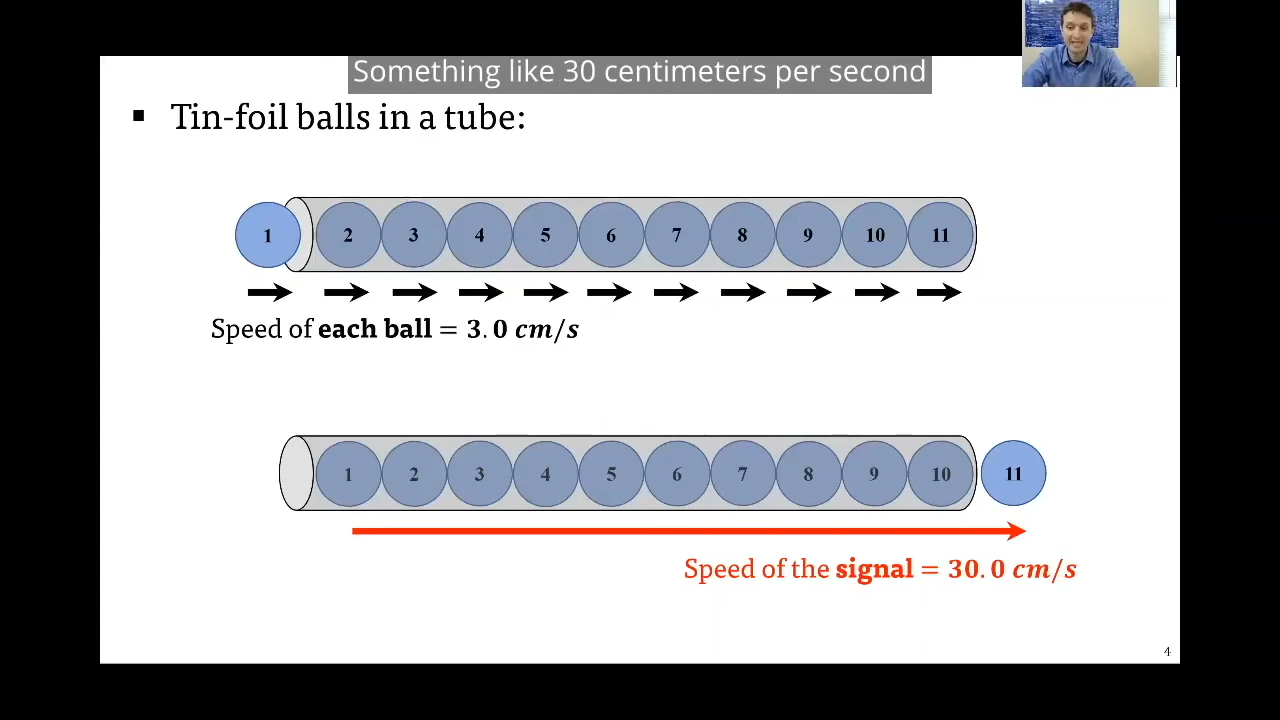 Something like 30 centimeters per second
▪ Tin-foil balls in a tube:
1 2 3 4 5 6 7 8 9 10 11
Speed of each ball = 3.0 cm/s
1 2 3 4 5 6 7 8 9 10 11
Speed of the signal = 30.0 cm/s
4